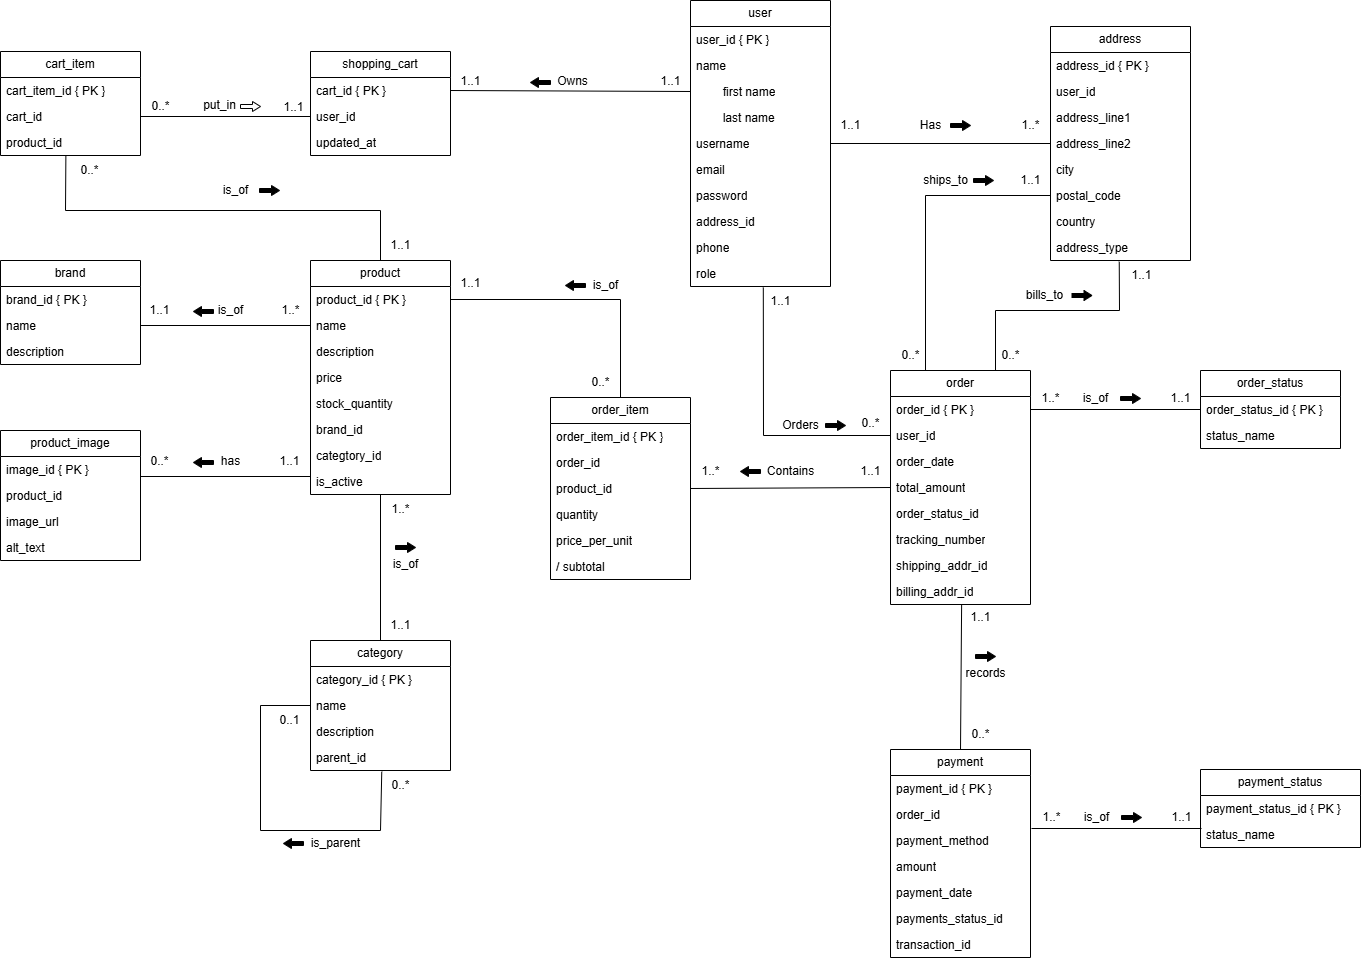 user
user_id { PK }
name
first name
last name
username
email
password
address_id
phone
role
address
address_id { PK }
user_id
address_line1
address_line2
city
postal_code
country
address_type
cart_item
cart_item_id { PK }
cart_id
product_id
0..* put_in 1..1
shopping_cart
cart_id { PK }
user_id
updated_at
1..1 Owns 1..1
1..1 Has 1..*
ships_to 1..1
0..*
is_of
1..1
brand
brand_id { PK }
name
description
1..1 is_of 1..*
product
product_id { PK }
name
description
price
stock_quantity
brand_id
categtory_id
is_active
1..1 is_of
0..*
1..1
1..1
bills_to
0..* 0..*
product_image
image_id { PK }
product_id
image_url
alt_text
0..* has 1..1
order_item
order_item_id { PK }
order_id
product_id
quantity
price_per_unit
/ subtotal
Orders 0..*
1..* Contains 1..1
order
order_id { PK }
user_id
order_date
total_amount
order_status_id
tracking_number
shipping_addr_id
billing_addr_id
1..* is_of 1..1
order_status
order_status_id { PK }
status_name
1..*
is_of
1..1
category
category_id { PK }
name
description
parent_id
0..1
0..*
is_parent
1..1
records
0..*
payment
payment_id { PK }
order_id
payment_method
amount
payment_date
payments_status_id
transaction_id
1..* is_of 1..1
payment_status
payment_status_id { PK }
status_name